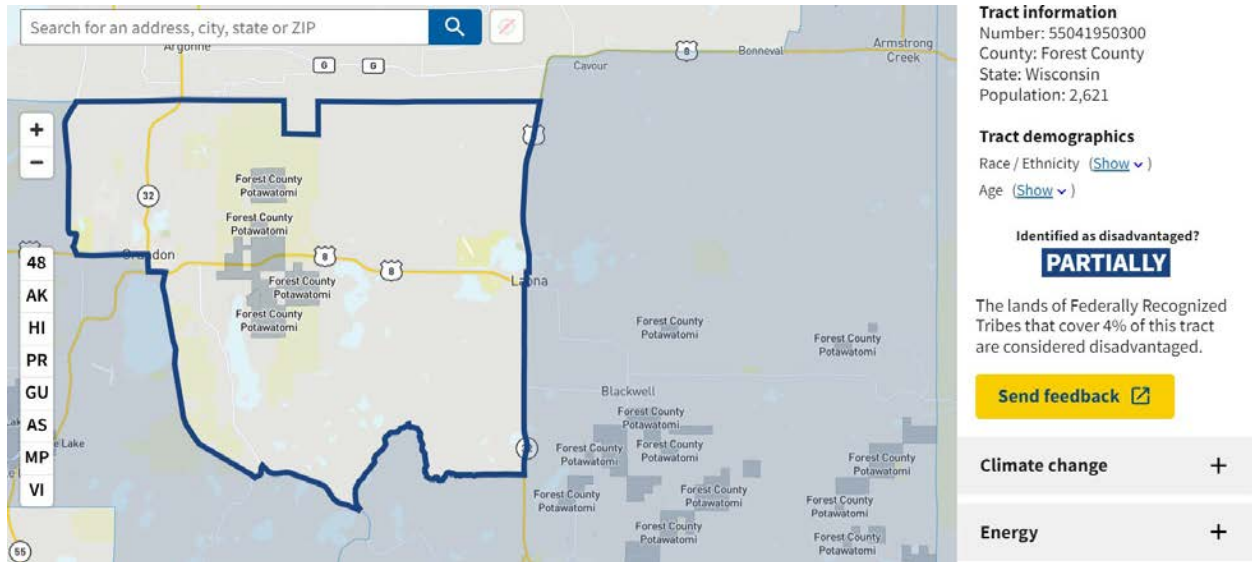 Search for an address, city, state or ZIP
Argonne
G
G
Cavour
8
Bonneval
Armstrong
Creek
+
−
32
Forest County
Potawatomi
Forest County
Potawatomi
8
8
Forest County
Potawatomi
Forest County
Potawatomi
Laona
48
AK
HI
PR
GU
AS
MP
VI
Lake
55
Forest County
Potawatomi
Forest County
Potawatomi
Blackwell
Forest County
Potawatomi
Forest County
Potawatomi
Forest County
Potawatomi
Forest County
Potawatomi
Forest County
Potawatomi
Forest County
Potawatomi
Forest County
Potawatomi
Forest County
Potawatomi
Forest County
Potawatomi
Tract information
Number: 55041950300
County: Forest County
State: Wisconsin
Population: 2,621
Tract demographics
Race / Ethnicity (Show)
Age (Show)
Identified as disadvantaged?
PARTIALLY
The lands of Federally Recognized
Tribes that cover 4% of this tract
are considered disadvantaged.
Send feedback
Climate change +
Energy +